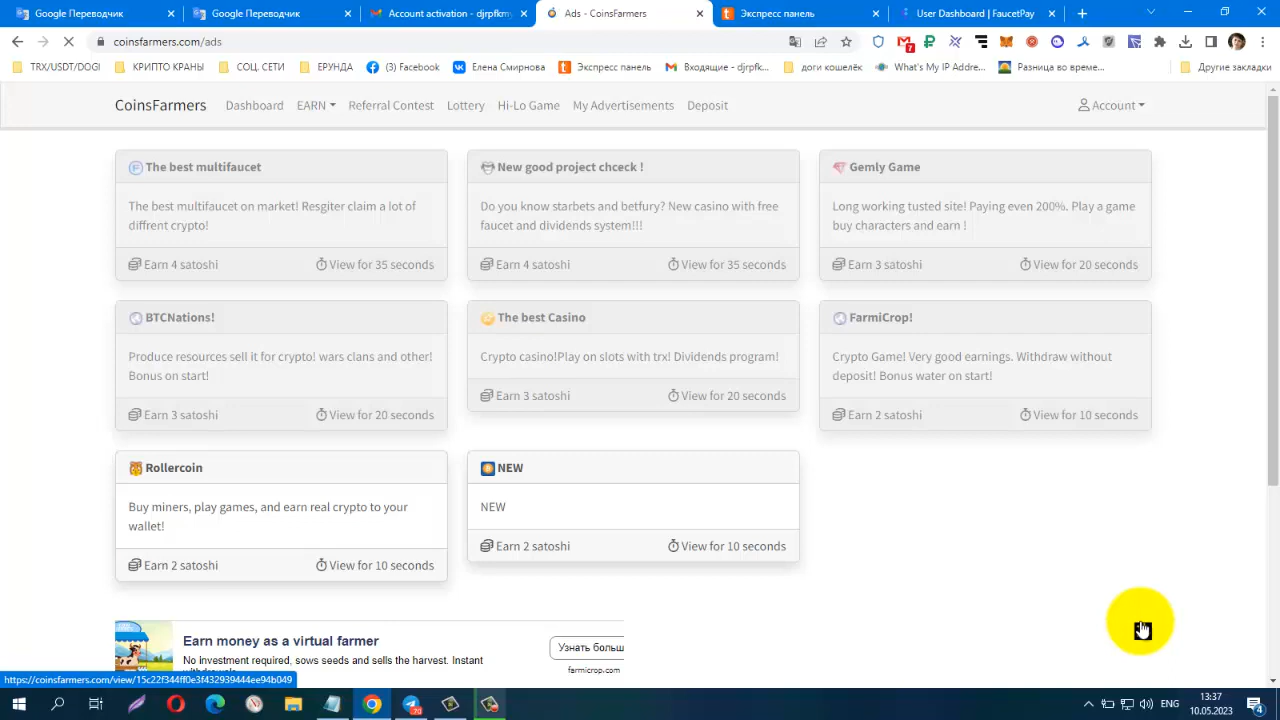 Google Переводчик
Google Переводчик
Account activation - djrpfkmy
Ads - CoinsFarmers
Экспресс панель
User Dashboard | FaucetPay
coinsfarmers.com/ads
7
TRX/USDT/DOGI
КРИПТО КРАНЫ
СОЦ. СЕТИ
ЕРУНДА
(3) Facebook
Елена Смирнова
Экспресс панель
Входящие - djrpfk...
доги кошелёк
What's My IP Addre...
Разница во време...
Другие закладки
CoinsFarmers
Dashboard
EARN
Referral Contest
Lottery
Hi-Lo Game
My Advertisements
Deposit
Account
The best multifaucet
The best multifaucet on market! Resgiter claim a lot of
diffrent crypto!
Earn 4 satoshi
View for 35 seconds
New good project chceck !
Do you know starbets and betfury? New casino with free
faucet and dividends system!!!
Earn 4 satoshi
View for 35 seconds
Gemly Game
Long working tusted site! Paying even 200%. Play a game
buy characters and earn !
Earn 3 satoshi
View for 20 seconds
BTCNations!
Produce resources sell it for crypto! wars clans and other!
Bonus on start!
Earn 3 satoshi
View for 20 seconds
The best Casino
Crypto casino!Play on slots with trx! Dividends program!
Earn 3 satoshi
View for 20 seconds
FarmiCrop!
Crypto Game! Very good earnings. Withdraw without
deposit! Bonus water on start!
Earn 2 satoshi
View for 10 seconds
Rollercoin
Buy miners, play games, and earn real crypto to your
wallet!
Earn 2 satoshi
View for 10 seconds
NEW
NEW
Earn 2 satoshi
View for 10 seconds
Earn money as a virtual farmer
No investment required, sows seeds and sells the harvest. Instant
Узнать больш
farmicrop.com
https://coinsfarmers.com/view/15c22f344ff0e3f432939444ee94b049
ENG
13:37
10.05.2023
4